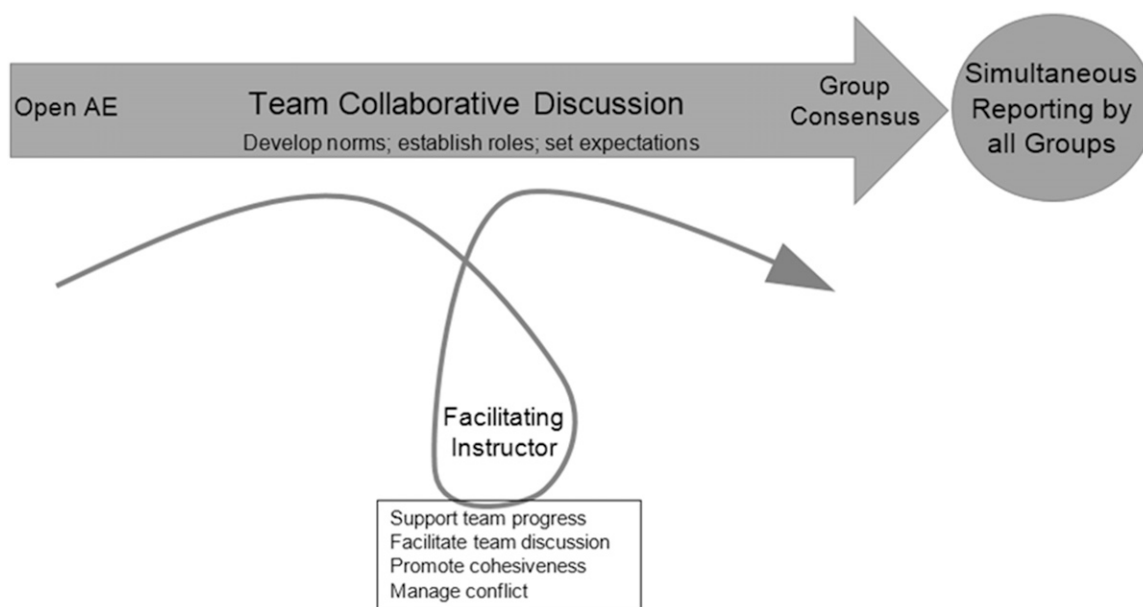 Open AE
Team Collaborative Discussion
Develop norms; establish roles; set expectations
Group
Consensus
Simultaneous
Reporting by
all Groups
Facilitating
Instructor
Support team progress
Facilitate team discussion
Promote cohesiveness
Manage conflict